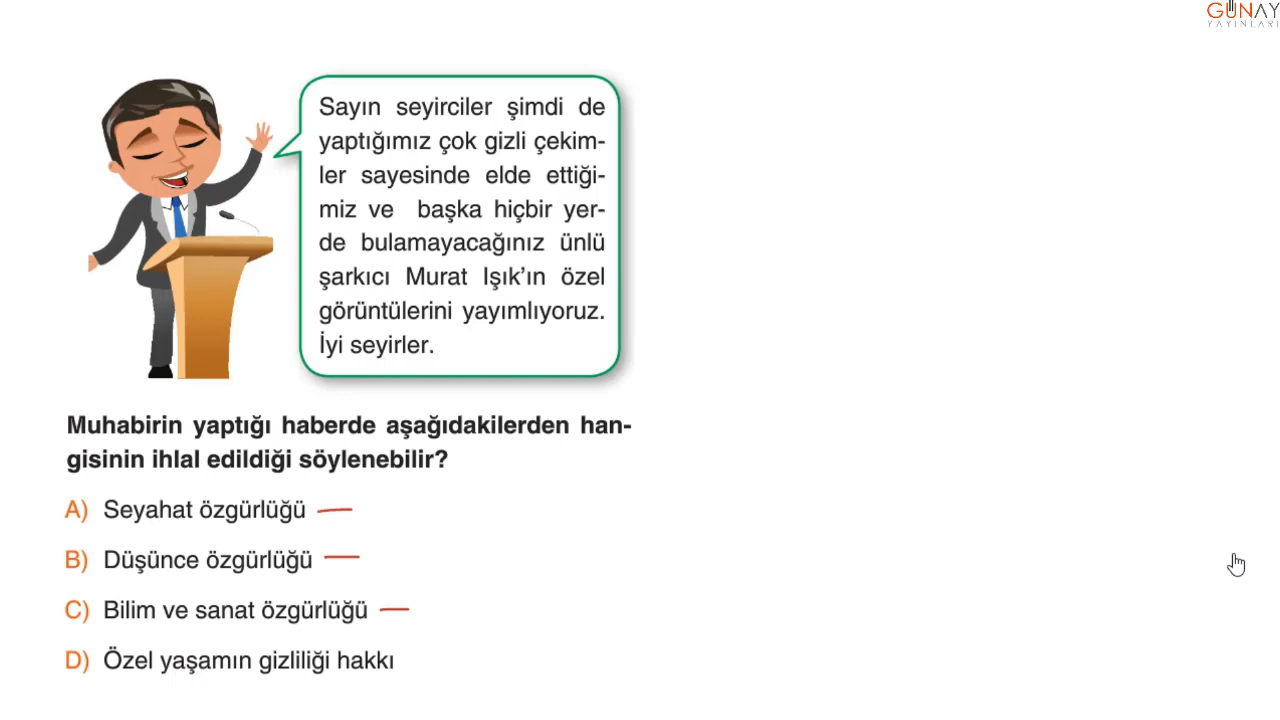 GÜNAY
YAYINLARI
Sayın seyirciler şimdi de
yaptığımız çok gizli çekim-
ler sayesinde elde ettiği-
miz ve başka hiçbir yer-
de bulamayacağınız ünlü
şarkıcı Murat Işık'ın özel
görüntülerini yayımlıyoruz.
İyi seyirler.
Muhabirin yaptığı haberde aşağıdakilerden han-
gisinin ihlal edildiği söylenebilir?
A) Seyahat özgürlüğü
B) Düşünce özgürlüğü
C) Bilim ve sanat özgürlüğü
D) Özel yaşamın gizliliği hakkı